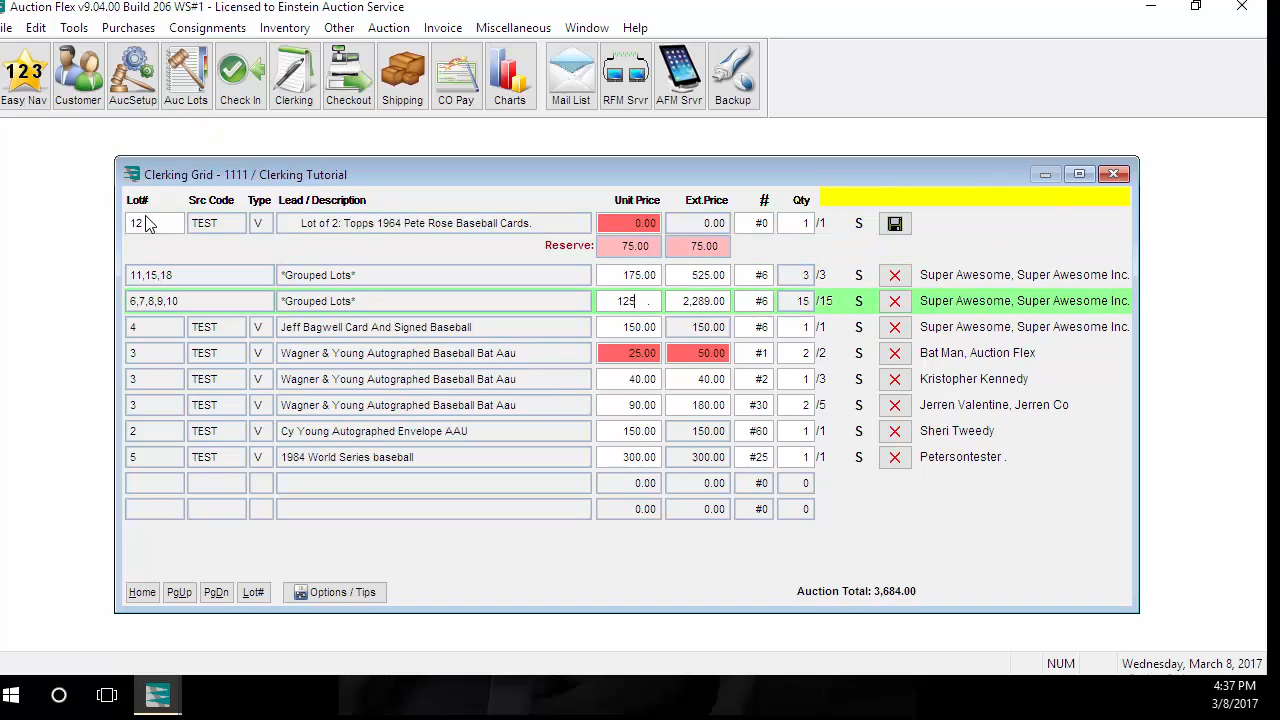 Auction Flex v9.04.00 Build 206 WS#1 - Licensed to Einstein Auction Service
ile Edit Tools Purchases Consignments Inventory Other Auction Invoice Miscellaneous Window Help
123
Easy Nav Customer AucSetup Auc Lots Check In Clerking Checkout Shipping CO Pay Charts Mail List RFM Srvr AFM Srvr Backup
Clerking Grid - 1111 / Clerking Tutorial
Lot# Src Code Type Lead / Description Unit Price Ext.Price # Qty
12 TEST V Lot of 2: Topps 1964 Pete Rose Baseball Cards. 0.00 0.00 #0 1 /1 S
Reserve: 75.00 75.00
11,15,18 *Grouped Lots* 175.00 525.00 #6 3 /3 S Super Awesome, Super Awesome Inc.
6,7,8,9,10 *Grouped Lots* 125 . 2,289.00 #6 15 /15 S Super Awesome, Super Awesome Inc.
4 TEST V Jeff Bagwell Card And Signed Baseball 150.00 150.00 #6 1 /1 S Super Awesome, Super Awesome Inc.
3 TEST V Wagner & Young Autographed Baseball Bat Aau 25.00 50.00 #1 2 /2 S Bat Man, Auction Flex
3 TEST V Wagner & Young Autographed Baseball Bat Aau 40.00 40.00 #2 1 /3 S Kristopher Kennedy
3 TEST V Wagner & Young Autographed Baseball Bat Aau 90.00 180.00 #30 2 /5 S Jerren Valentine, Jerren Co
2 TEST V Cy Young Autographed Envelope AAU 150.00 150.00 #60 1 /1 S Sheri Tweedy
5 TEST V 1984 World Series baseball 300.00 300.00 #25 1 /1 S Petersontester .
0.00 0.00 #0 0
0.00 0.00 #0 0
Home PgUp PgDn Lot# Options / Tips Auction Total: 3,684.00
NUM Wednesday, March 8, 2017
4:37 PM
3/8/2017